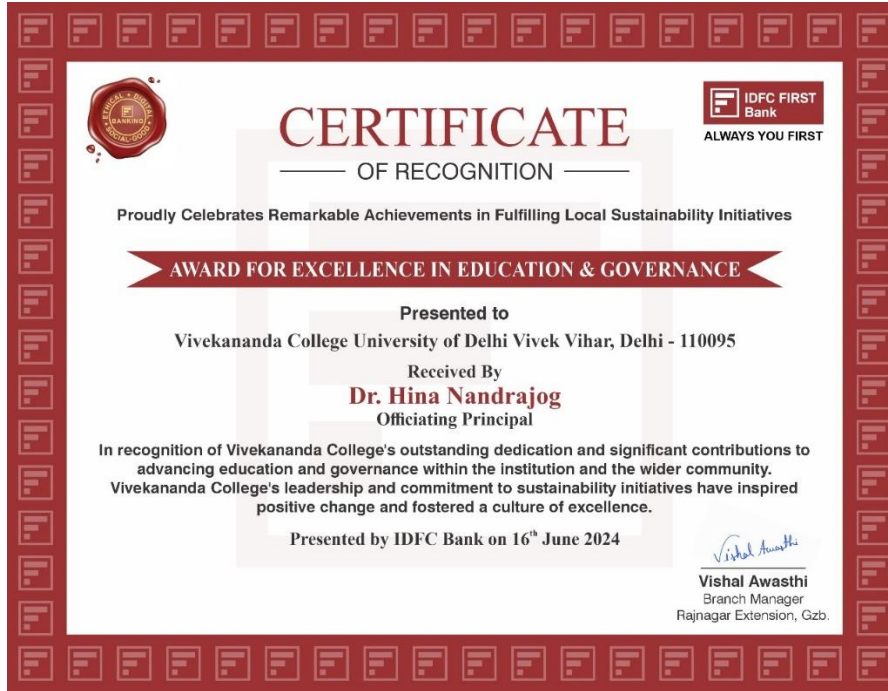 ETHICAL • DIGITAL
BANKING
SOCIAL-GOOD
IDFC FIRST
Bank
ALWAYS YOU FIRST
CERTIFICATE
OF RECOGNITION
Proudly Celebrates Remarkable Achievements in Fulfilling Local Sustainability Initiatives
AWARD FOR EXCELLENCE IN EDUCATION & GOVERNANCE
Presented to
Vivekananda College University of Delhi Vivek Vihar, Delhi - 110095
Received By
Dr. Hina Nandrajog
Officiating Principal
In recognition of Vivekananda College's outstanding dedication and significant contributions to
advancing education and governance within the institution and the wider community.
Vivekananda College's leadership and commitment to sustainability initiatives have inspired
positive change and fostered a culture of excellence.
Presented by IDFC Bank on 16th June 2024
Vishal Awasthi
Vishal Awasthi
Branch Manager
Rajnagar Extension, Gzb.